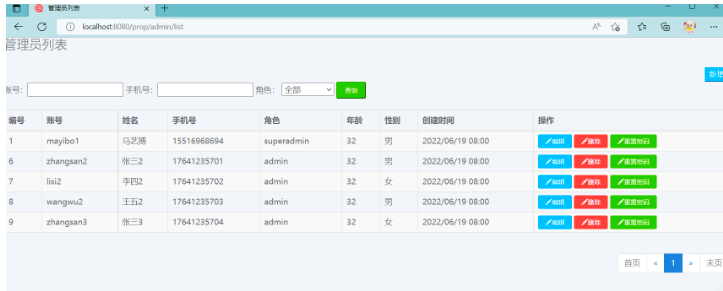 管理员列表
localhost:8080/prop/admin/list
管理员列表
新增
账号: 手机号: 角色: 全部 查询
编号 账号 姓名 手机号 角色 年龄 性别 创建时间 操作
1 mayibo1 马艺博 15516968694 superadmin 32 男 2022/06/19 08:00 编辑 删除 重置密码
6 zhangsan2 张三2 17641235701 admin 32 男 2022/06/19 08:00 编辑 删除 重置密码
7 lisi2 李四2 17641235702 admin 32 女 2022/06/19 08:00 编辑 删除 重置密码
8 wangwu2 王五2 17641235703 admin 32 男 2022/06/19 08:00 编辑 删除 重置密码
9 zhangsan3 张三3 17641235704 admin 32 女 2022/06/19 08:00 编辑 删除 重置密码
首页 « 1 » 末页